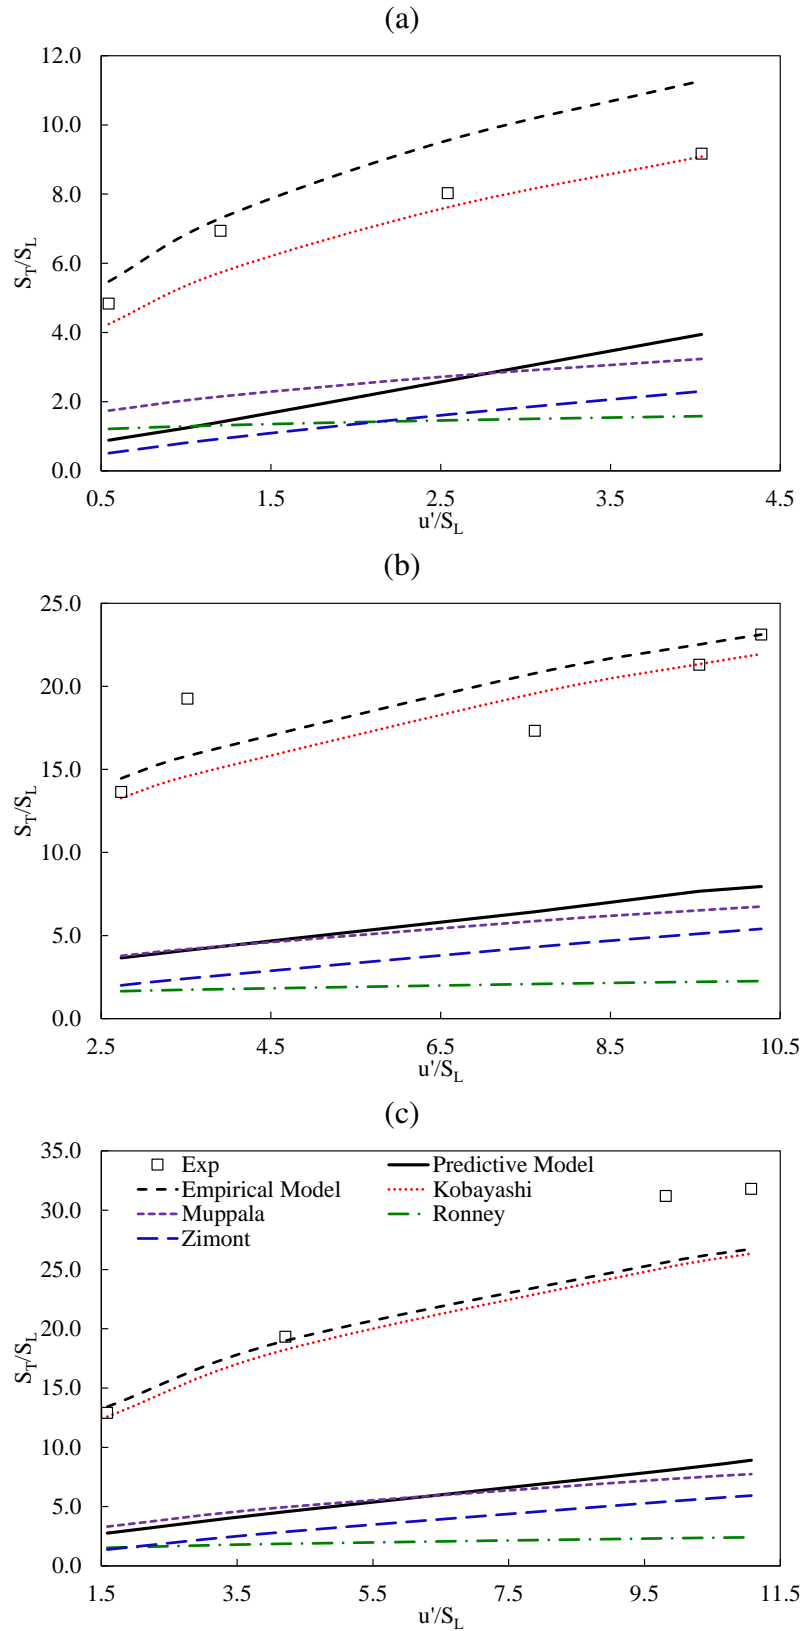 (a)
12.0
10.0
8.0
6.0
4.0
2.0
0.0
S_T/S_L
0.5 1.5 2.5 3.5 4.5
u'/S_L
(b)
25.0
20.0
15.0
10.0
5.0
0.0
S_T/S_L
2.5 4.5 6.5 8.5 10.5
u'/S_L
(c)
35.0
30.0
25.0
20.0
15.0
10.0
5.0
0.0
S_T/S_L
Exp Predictive Model
Empirical Model Kobayashi
Muppala Ronney
Zimont
1.5 3.5 5.5 7.5 9.5 11.5
u'/S_L